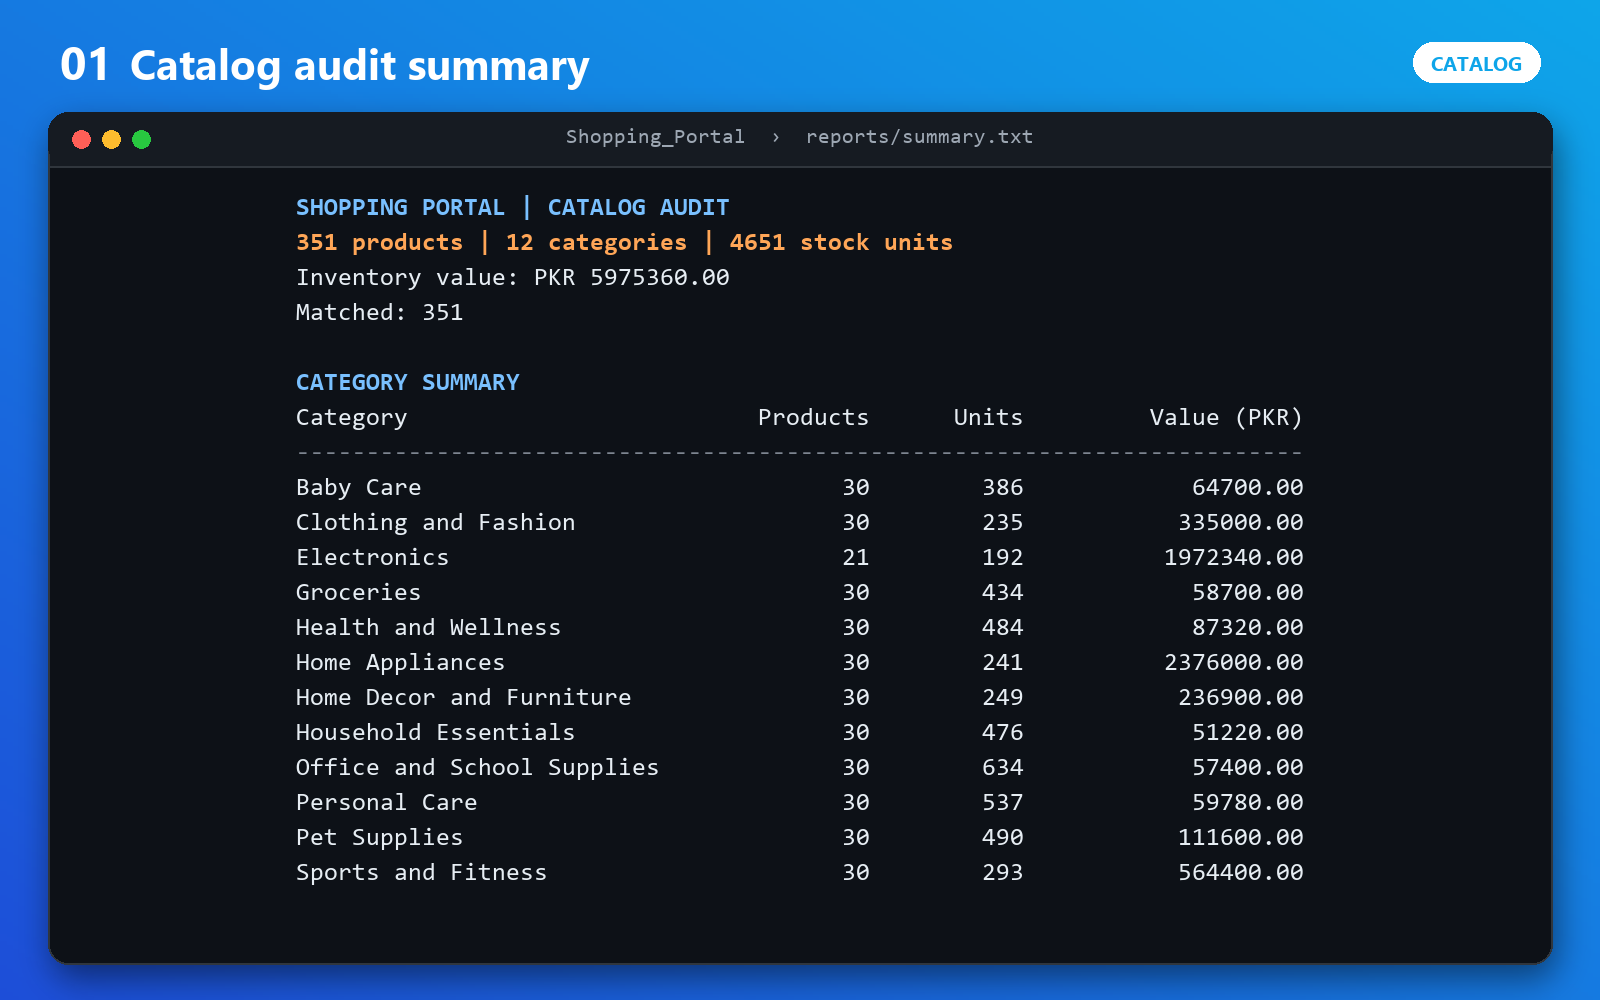 01 Catalog audit summary
CATALOG
Shopping_Portal › reports/summary.txt
SHOPPING PORTAL | CATALOG AUDIT
351 products | 12 categories | 4651 stock units
Inventory value: PKR 5975360.00
Matched: 351
CATEGORY SUMMARY
Category Products Units Value (PKR)
------------------------------------------------------------------------
Baby Care 30 386 64700.00
Clothing and Fashion 30 235 335000.00
Electronics 21 192 1972340.00
Groceries 30 434 58700.00
Health and Wellness 30 484 87320.00
Home Appliances 30 241 2376000.00
Home Decor and Furniture 30 249 236900.00
Household Essentials 30 476 51220.00
Office and School Supplies 30 634 57400.00
Personal Care 30 537 59780.00
Pet Supplies 30 490 111600.00
Sports and Fitness 30 293 564400.00